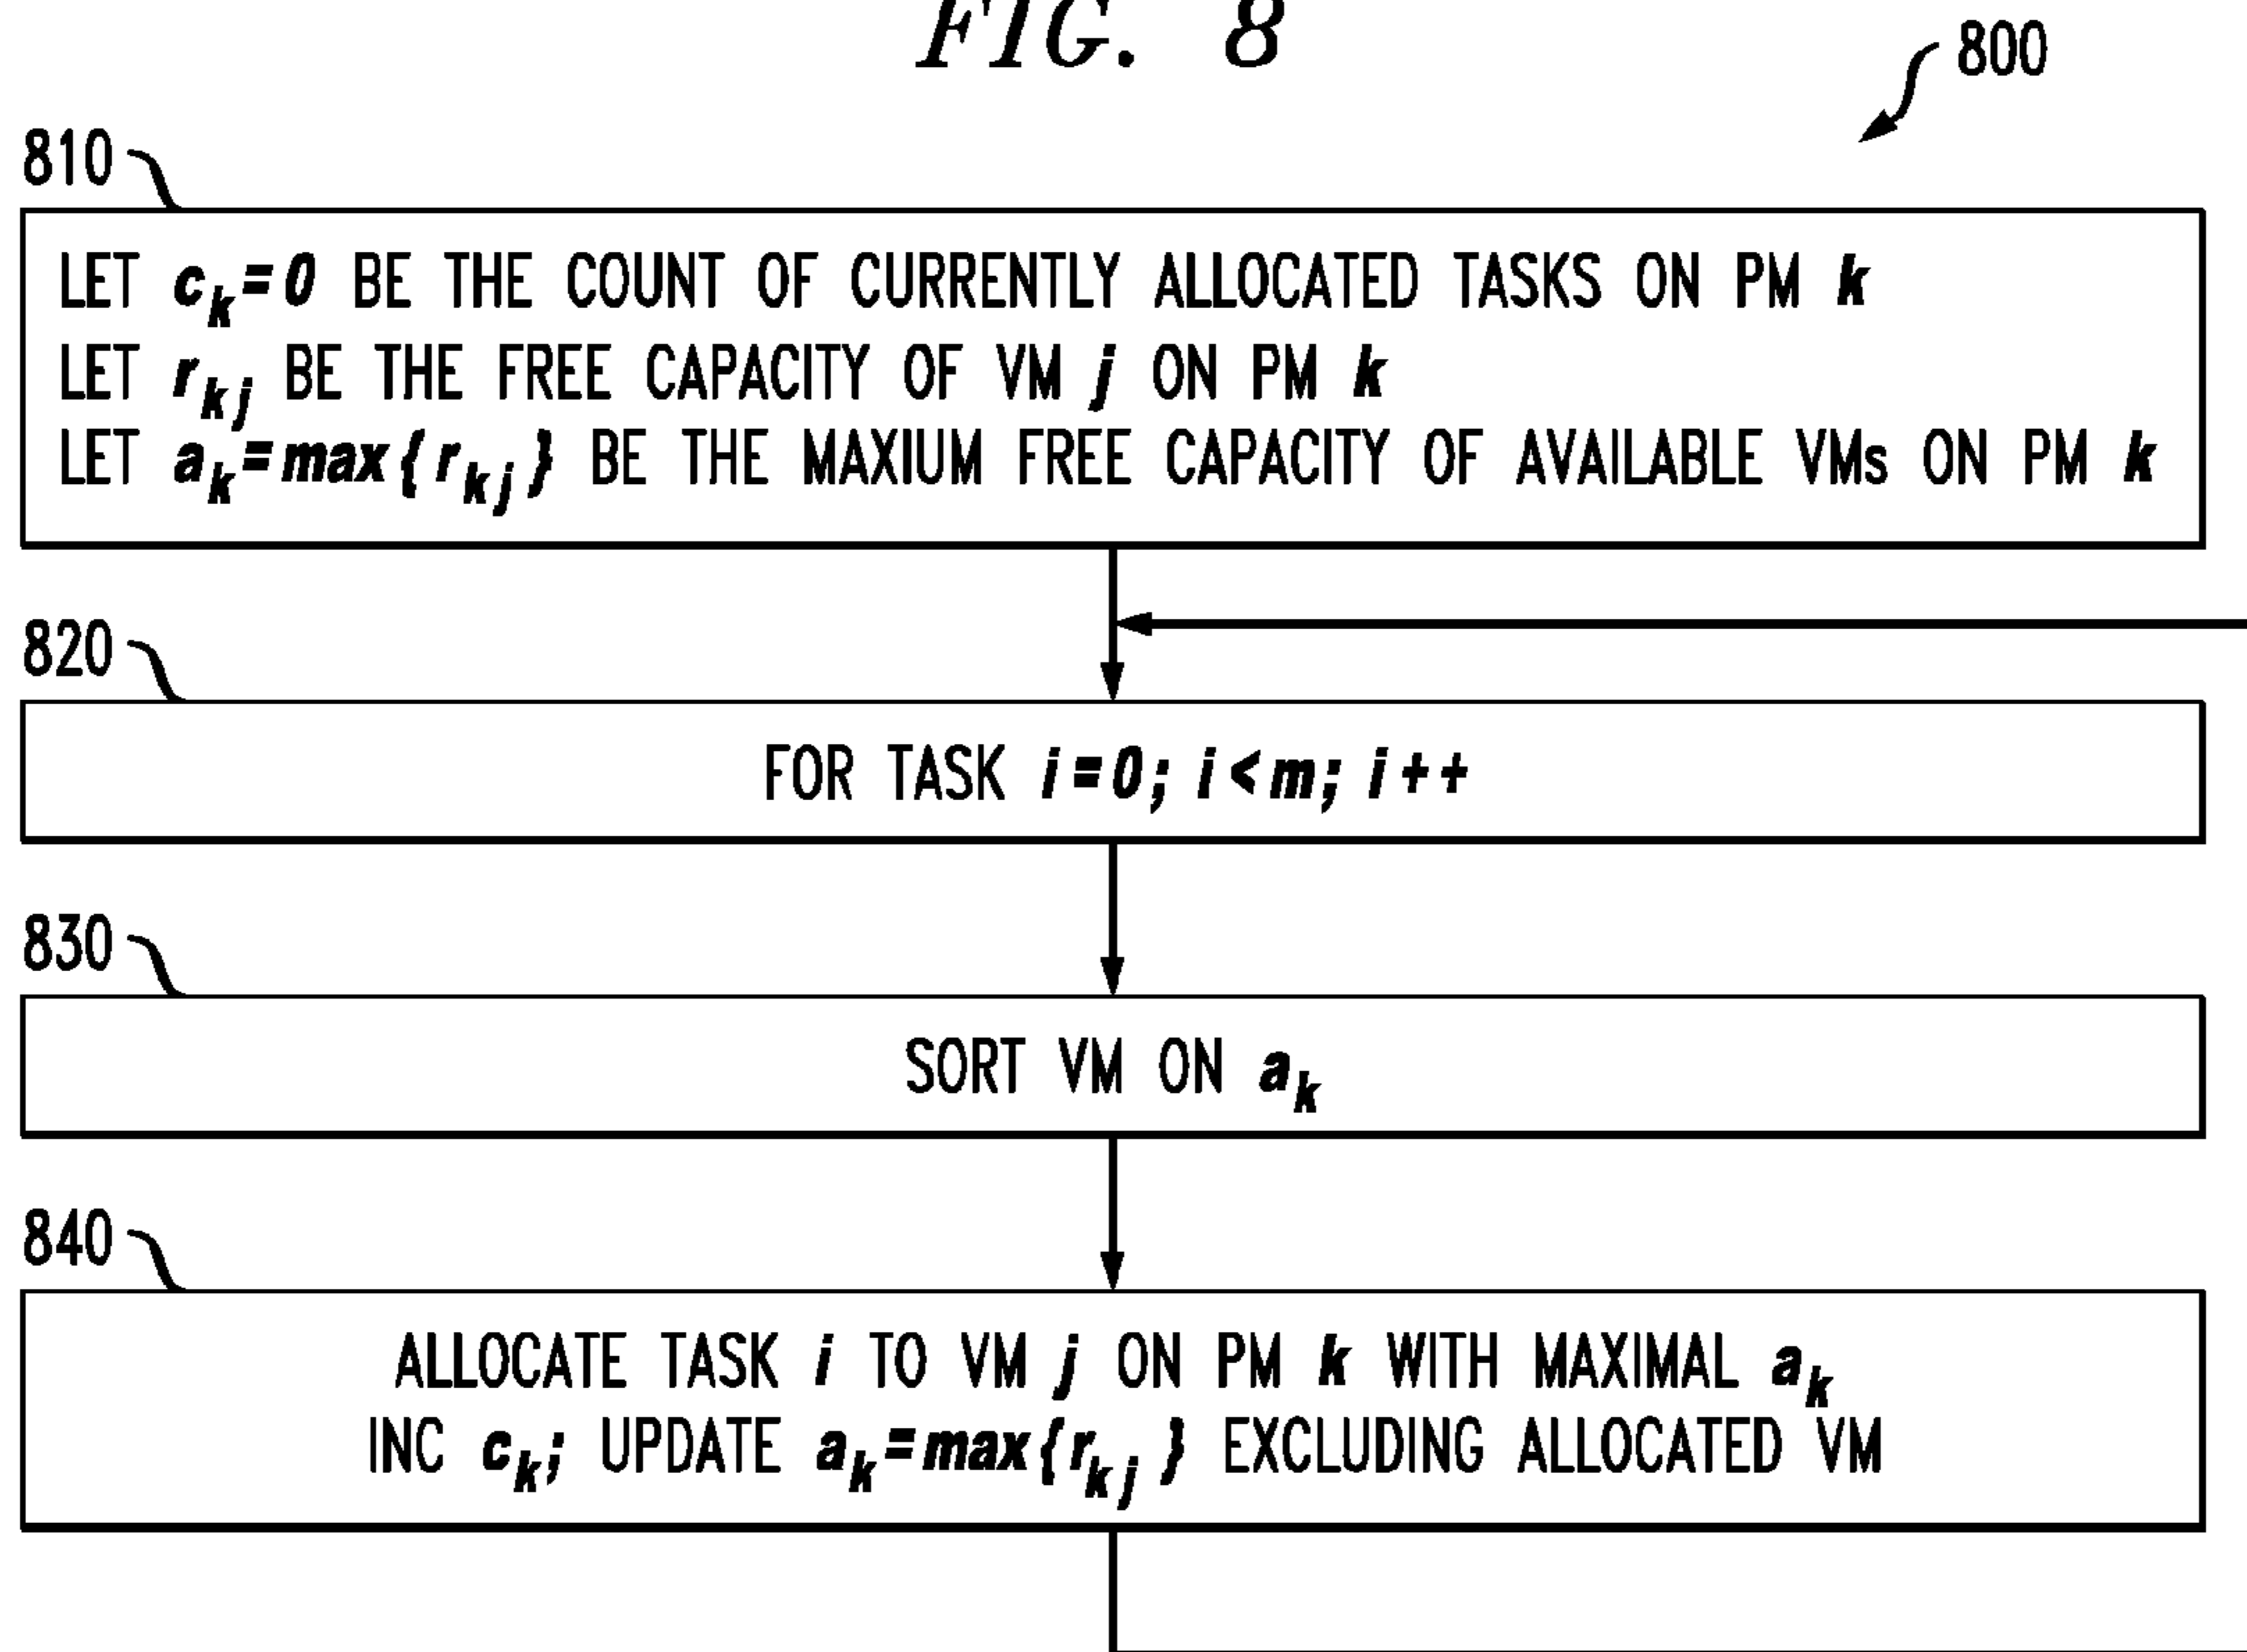 FIG. 8
800
810
LET c_k=0 BE THE COUNT OF CURRENTLY ALLOCATED TASKS ON PM k
LET r_kj BE THE FREE CAPACITY OF VM j ON PM k
LET a_k=max{r_kj} BE THE MAXIUM FREE CAPACITY OF AVAILABLE VMs ON PM k
820
FOR TASK i=0; i<m; i++
830
SORT VM ON a_k
840
ALLOCATE TASK i TO VM j ON PM k WITH MAXIMAL a_k
INC c_k; UPDATE a_k=max{r_kj} EXCLUDING ALLOCATED VM